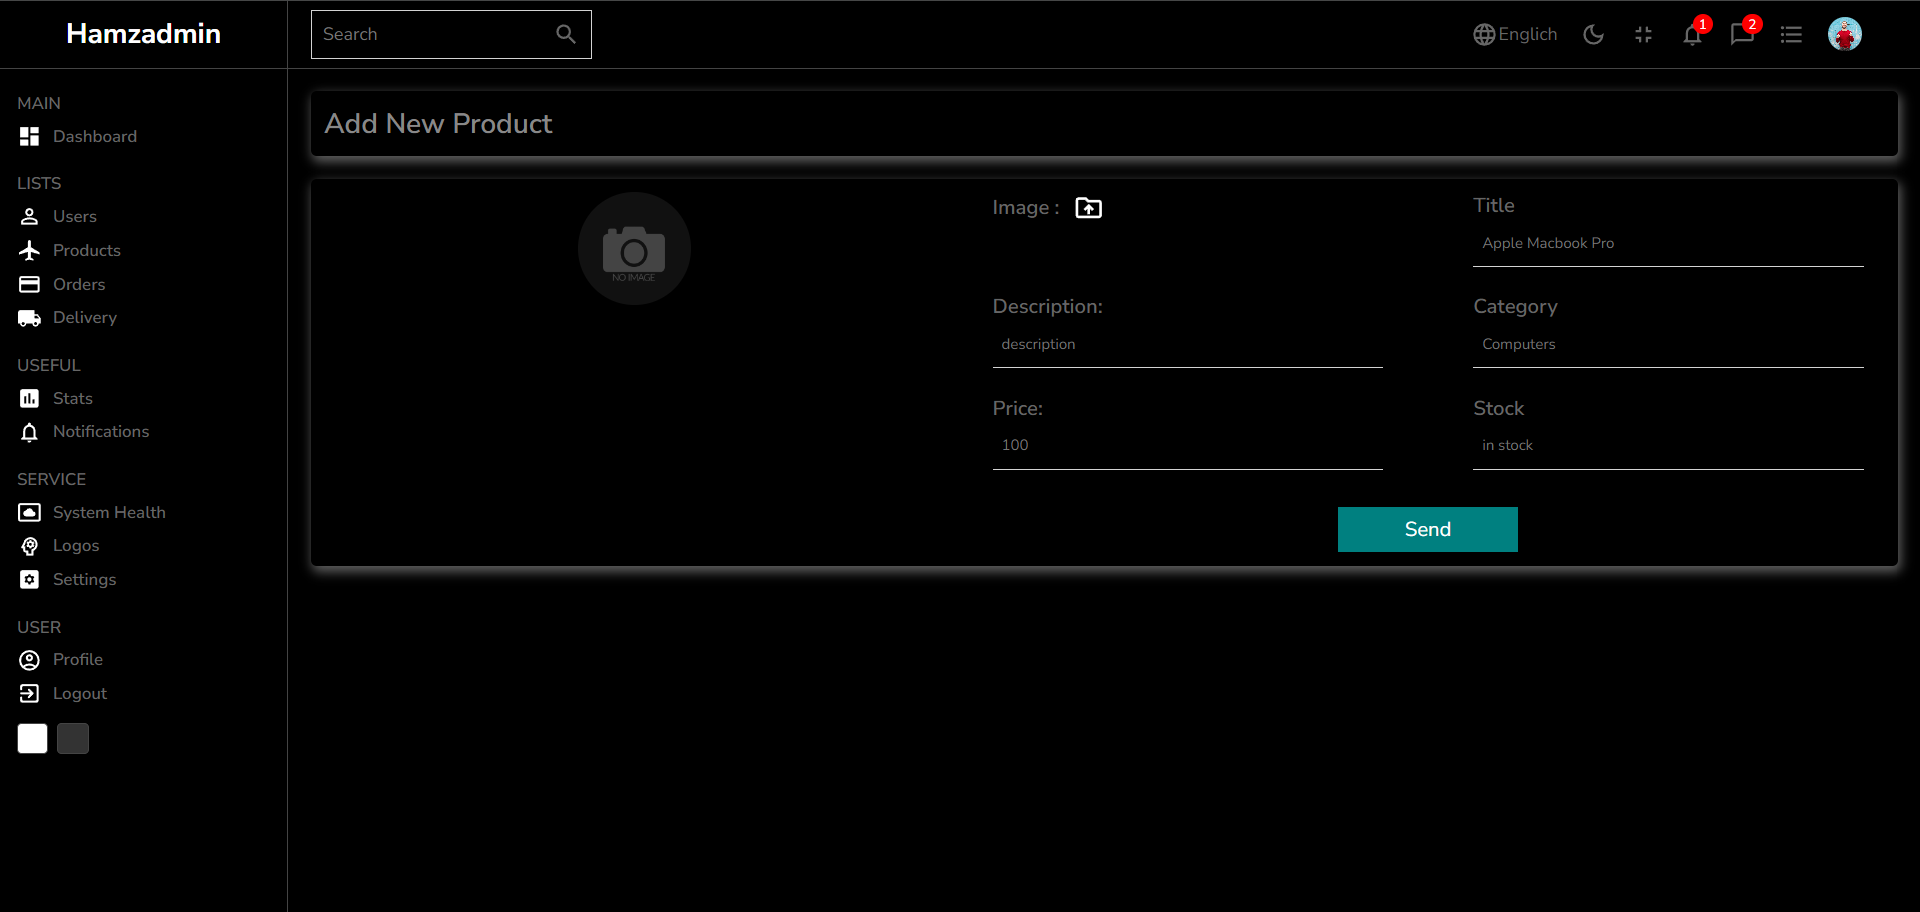 Hamzadmin
Search
English
1
2
MAIN
Dashboard
LISTS
Users
Products
Orders
Delivery
USEFUL
Stats
Notifications
SERVICE
System Health
Logos
Settings
USER
Profile
Logout
Add New Product
NO IMAGE
Image :
Title
Apple Macbook Pro
Description:
description
Category
Computers
Price:
100
Stock
in stock
Send